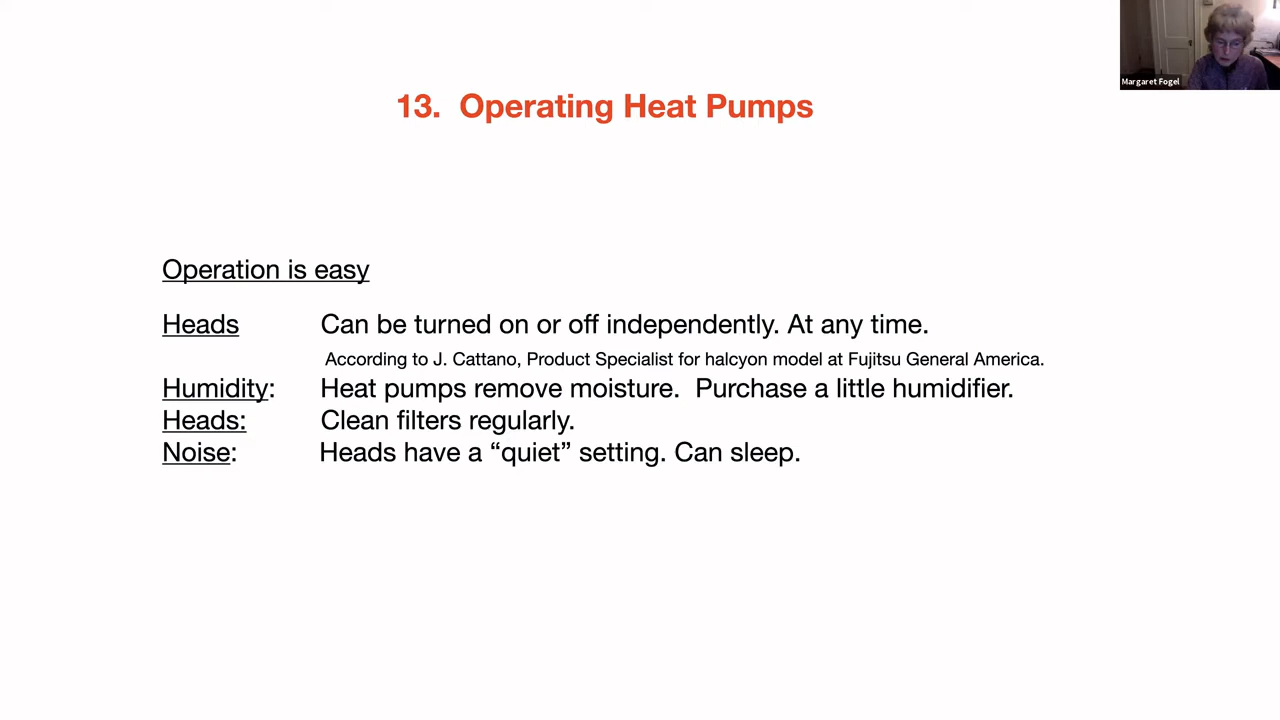 Margaret Fogel
13. Operating Heat Pumps
Operation is easy
Heads Can be turned on or off independently. At any time.
According to J. Cattano, Product Specialist for halcyon model at Fujitsu General America.
Humidity: Heat pumps remove moisture. Purchase a little humidifier.
Heads: Clean filters regularly.
Noise: Heads have a “quiet” setting. Can sleep.